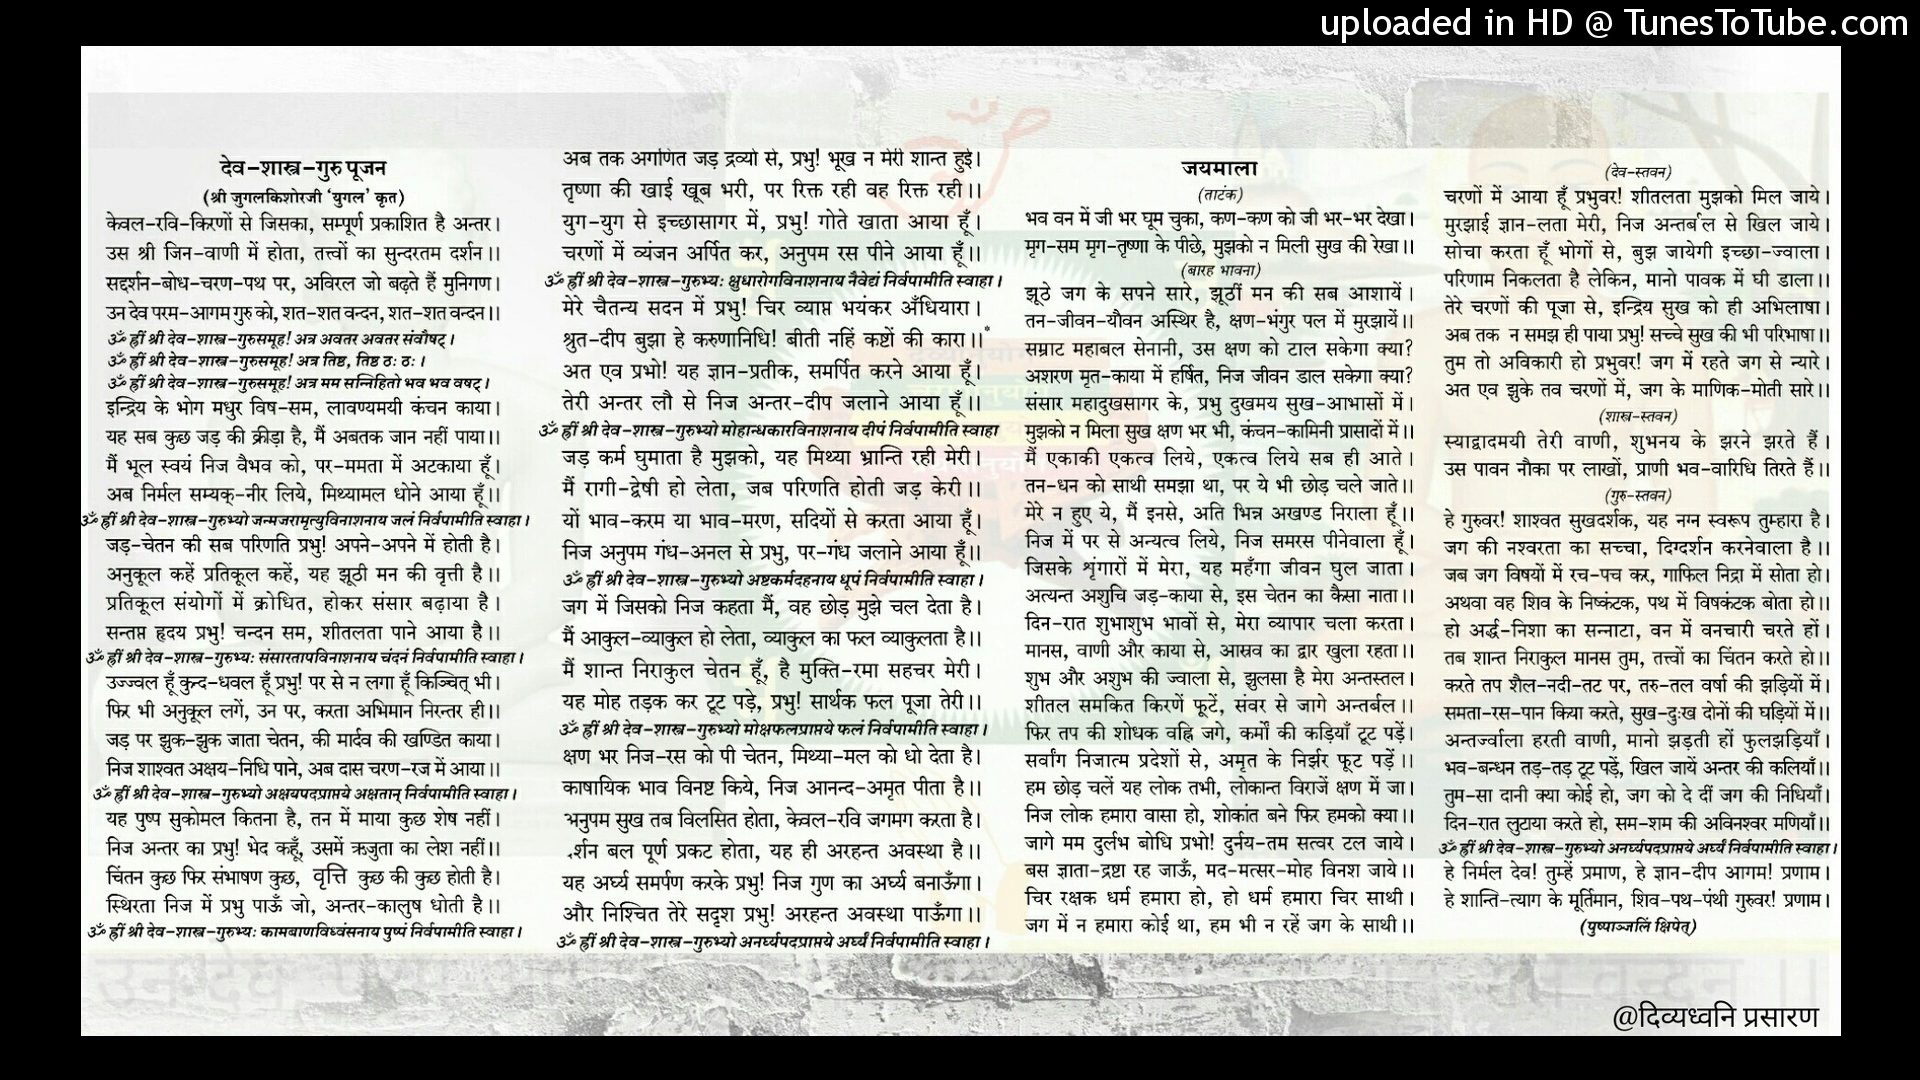 uploaded in HD @ TunesToTube.com
देव-शास्त्र-गुरु पूजन
(श्री जुगलकिशोरजी ‘युगल’ कृत)
केवल-रवि-किरणों से जिसका, सम्पूर्ण प्रकाशित है अन्तर।
उस श्री जिन-वाणी में होता, तत्त्वों का सुन्दरतम दर्शन।।
सद्दर्शन-बोध-चरण-पथ पर, अविरल जो बढ़ते हैं मुनिगण।
उन देव परम-आगम गुरु को, शत-शत वन्दन, शत-शत वन्दन।।
ॐ ह्रीं श्री देव-शास्त्र-गुरुसमूह! अत्र अवतर अवतर संवौषट्।
ॐ ह्रीं श्री देव-शास्त्र-गुरुसमूह! अत्र तिष्ठ, तिष्ठ ठः ठः।
ॐ ह्रीं श्री देव-शास्त्र-गुरुसमूह! अत्र मम सन्निहितो भव भव वषट्।
इन्द्रिय के भोग मधुर विष-सम, लावण्यमयी कंचन काया।
यह सब कुछ जड़ की क्रीड़ा है, मैं अबतक जान नहीं पाया।।
मैं भूल स्वयं निज वैभव को, पर-ममता में अटकाया हूँ।
अब निर्मल सम्यक्-नीर लिये, मिथ्यामल धोने आया हूँ।।
ॐ ह्रीं श्री देव-शास्त्र-गुरुभ्यो जन्मजरामृत्युविनाशनाय जलं निर्वपामीति स्वाहा।
जड़-चेतन की सब परिणति प्रभु! अपने-अपने में होती है।
अनुकूल कहें प्रतिकूल कहें, यह झूठी मन की वृत्ती है।।
प्रतिकूल संयोगों में क्रोधित, होकर संसार बढ़ाया है।
सन्तप्त हृदय प्रभु! चन्दन सम, शीतलता पाने आया है।।
ॐ ह्रीं श्री देव-शास्त्र-गुरुभ्यः संसारतापविनाशनाय चंदनं निर्वपामीति स्वाहा।
उज्ज्वल हूँ कुन्द-धवल हूँ प्रभु! पर से न लगा हूँ किञ्चित् भी।
फिर भी अनुकूल लगें, उन पर, करता अभिमान निरन्तर ही।।
जड़ पर झुक-झुक जाता चेतन, की मार्दव की खण्डित काया।
निज शाश्वत अक्षय-निधि पाने, अब दास चरण-रज में आया।।
ॐ ह्रीं श्री देव-शास्त्र-गुरुभ्यो अक्षयपदप्राप्तये अक्षतान् निर्वपामीति स्वाहा।
यह पुष्प सुकोमल कितना है, तन में माया कुछ शेष नहीं।
निज अन्तर का प्रभु! भेद कहूँ, उसमें ऋजुता का लेश नहीं।।
चिंतन कुछ फिर संभाषण कुछ, वृत्ति कुछ की कुछ होती है।
स्थिरता निज में प्रभु पाऊँ जो, अन्तर-कालुष धोती है।।
ॐ ह्रीं श्री देव-शास्त्र-गुरुभ्यः कामबाणविध्वंसनाय पुष्पं निर्वपामीति स्वाहा।
अब तक अगणित जड़ द्रव्यों से, प्रभु! भूख न मेरी शान्त हुई।
तृष्णा की खाई खूब भरी, पर रिक्त रही वह रिक्त रही।।
युग-युग से इच्छासागर में, प्रभु! गोते खाता आया हूँ।
चरणों में व्यंजन अर्पित कर, अनुपम रस पीने आया हूँ।।
ॐ ह्रीं श्री देव-शास्त्र-गुरुभ्यः क्षुधारोगविनाशनाय नैवेद्यं निर्वपामीति स्वाहा।
मेरे चैतन्य सदन में प्रभु! चिर व्याप्त भयंकर अँधियारा।
श्रुत-दीप बुझा हे करुणानिधि! बीती नहिं कष्टों की कारा।।*
अत एव प्रभो! यह ज्ञान-प्रतीक, समर्पित करने आया हूँ।
तेरी अन्तर लौ से निज अन्तर-दीप जलाने आया हूँ।।
ॐ ह्रीं श्री देव-शास्त्र-गुरुभ्यो मोहान्धकारविनाशनाय दीपं निर्वपामीति स्वाहा
जड़ कर्म घुमाता है मुझको, यह मिथ्या भ्रान्ति रही मेरी।
मैं रागी-द्वेषी हो लेता, जब परिणति होती जड़ केरी।।
यों भाव-करम या भाव-मरण, सदियों से करता आया हूँ।
निज अनुपम गंध-अनल से प्रभु, पर-गंध जलाने आया हूँ।।
ॐ ह्रीं श्री देव-शास्त्र-गुरुभ्यो अष्टकर्मदहनाय धूपं निर्वपामीति स्वाहा।
जग में जिसको निज कहता मैं, वह छोड़ मुझे चल देता है।
मैं आकुल-व्याकुल हो लेता, व्याकुल का फल व्याकुलता है।।
मैं शान्त निराकुल चेतन हूँ, है मुक्ति-रमा सहचर मेरी।
यह मोह तड़क कर टूट पड़े, प्रभु! सार्थक फल पूजा तेरी।।
ॐ ह्रीं श्री देव-शास्त्र-गुरुभ्यो मोक्षफलप्राप्तये फलं निर्वपामीति स्वाहा।
क्षण भर निज-रस को पी चेतन, मिथ्या-मल को धो देता है।
काषायिक भाव विनष्ट किये, निज आनन्द-अमृत पीता है।।
अनुपम सुख तब विलसित होता, केवल-रवि जगमग करता है।
र्शन बल पूर्ण प्रकट होता, यह ही अरहन्त अवस्था है।।
यह अर्घ्य समर्पण करके प्रभु! निज गुण का अर्घ्य बनाऊँगा।
और निश्चित तेरे सदृश प्रभु! अरहन्त अवस्था पाऊँगा।।
ॐ ह्रीं श्री देव-शास्त्र-गुरुभ्यो अनर्घ्यपदप्राप्तये अर्घ्यं निर्वपामीति स्वाहा।
जयमाला
(ताटंक)
भव वन में जी भर घूम चुका, कण-कण को जी भर-भर देखा।
मृग-सम मृग-तृष्णा के पीछे, मुझको न मिली सुख की रेखा।।
(बारह भावना)
झूठे जग के सपने सारे, झूठीं मन की सब आशायें।
तन-जीवन-यौवन अस्थिर है, क्षण-भंगुर पल में मुरझायें।।
सम्राट महाबल सेनानी, उस क्षण को टाल सकेगा क्या?
अशरण मृत-काया में हर्षित, निज जीवन डाल सकेगा क्या?
संसार महादुखसागर के, प्रभु दुखमय सुख-आभासों में।
मुझको न मिला सुख क्षण भर भी, कंचन-कामिनी प्रासादों में।।
मैं एकाकी एकत्व लिये, एकत्व लिये सब ही आते।
तन-धन को साथी समझा था, पर ये भी छोड़ चले जाते।।
मेरे न हुए ये, मैं इनसे, अति भिन्न अखण्ड निराला हूँ।।
निज में पर से अन्यत्व लिये, निज समरस पीनेवाला हूँ।
जिसके शृंगारों में मेरा, यह महँगा जीवन घुल जाता।
अत्यन्त अशुचि जड़-काया से, इस चेतन का कैसा नाता।।
दिन-रात शुभाशुभ भावों से, मेरा व्यापार चला करता।
मानस, वाणी और काया से, आस्रव का द्वार खुला रहता।।
शुभ और अशुभ की ज्वाला से, झुलसा है मेरा अन्तस्तल।
शीतल समकित किरणें फूटें, संवर से जागे अन्तर्बल।।
फिर तप की शोधक वह्नि जगे, कर्मों की कड़ियाँ टूट पड़ें।
सर्वांग निजात्म प्रदेशों से, अमृत के निर्झर फूट पड़ें।।
हम छोड़ चलें यह लोक तभी, लोकान्त विराजें क्षण में जा।
निज लोक हमारा वासा हो, शोकांत बने फिर हमको क्या।।
जागे मम दुर्लभ बोधि प्रभो! दुर्नय-तम सत्वर टल जाये।
बस ज्ञाता-द्रष्टा रह जाऊँ, मद-मत्सर-मोह विनश जाये।।
चिर रक्षक धर्म हमारा हो, हो धर्म हमारा चिर साथी।
जग में न हमारा कोई था, हम भी न रहें जग के साथी।।
(देव-स्तवन)
चरणों में आया हूँ प्रभुवर! शीतलता मुझको मिल जाये।
मुरझाई ज्ञान-लता मेरी, निज अन्तर्बल से खिल जाये।।
सोचा करता हूँ भोगों से, बुझ जायेगी इच्छा-ज्वाला।
परिणाम निकलता है लेकिन, मानो पावक में घी डाला।।
तेरे चरणों की पूजा से, इन्द्रिय सुख को ही अभिलाषा।
अब तक न समझ ही पाया प्रभु! सच्चे सुख की भी परिभाषा।।
तुम तो अविकारी हो प्रभुवर! जग में रहते जग से न्यारे।
अत एव झुके तव चरणों में, जग के माणिक-मोती सारे।।
(शास्त्र-स्तवन)
स्याद्वादमयी तेरी वाणी, शुभनय के झरने झरते हैं।
उस पावन नौका पर लाखों, प्राणी भव-वारिधि तिरते हैं।।
(गुरु-स्तवन)
हे गुरुवर! शाश्वत सुखदर्शक, यह नग्न स्वरूप तुम्हारा है।
जग की नश्वरता का सच्चा, दिग्दर्शन करनेवाला है।।
जब जग विषयों में रच-पच कर, गाफिल निद्रा में सोता हो।
अथवा वह शिव के निष्कंटक, पथ में विषकंटक बोता हो।।
हो अर्द्ध-निशा का सन्नाटा, वन में वनचारी चरते हों।
तब शान्त निराकुल मानस तुम, तत्त्वों का चिंतन करते हो।।
करते तप शैल-नदी-तट पर, तरु-तल वर्षा की झड़ियों में।
समता-रस-पान किया करते, सुख-दुःख दोनों की घड़ियों में।।
अन्तर्ज्वाला हरती वाणी, मानो झड़ती हों फुलझड़ियाँ।
भव-बन्धन तड़-तड़ टूट पड़ें, खिल जायें अन्तर की कलियाँ।।
तुम-सा दानी क्या कोई हो, जग को दे दीं जग की निधियाँ।
दिन-रात लुटाया करते हो, सम-शम की अविनश्वर मणियाँ।।
ॐ ह्रीं श्री देव-शास्त्र-गुरुभ्यो अनर्घ्यपदप्राप्तये अर्घ्यं निर्वपामीति स्वाहा।
हे निर्मल देव! तुम्हें प्रमाण, हे ज्ञान-दीप आगम! प्रणाम।
हे शान्ति-त्याग के मूर्तिमान, शिव-पथ-पंथी गुरुवर! प्रणाम।
(पुष्पाञ्जलिं क्षिपेत्)
@दिव्यध्वनि प्रसारण